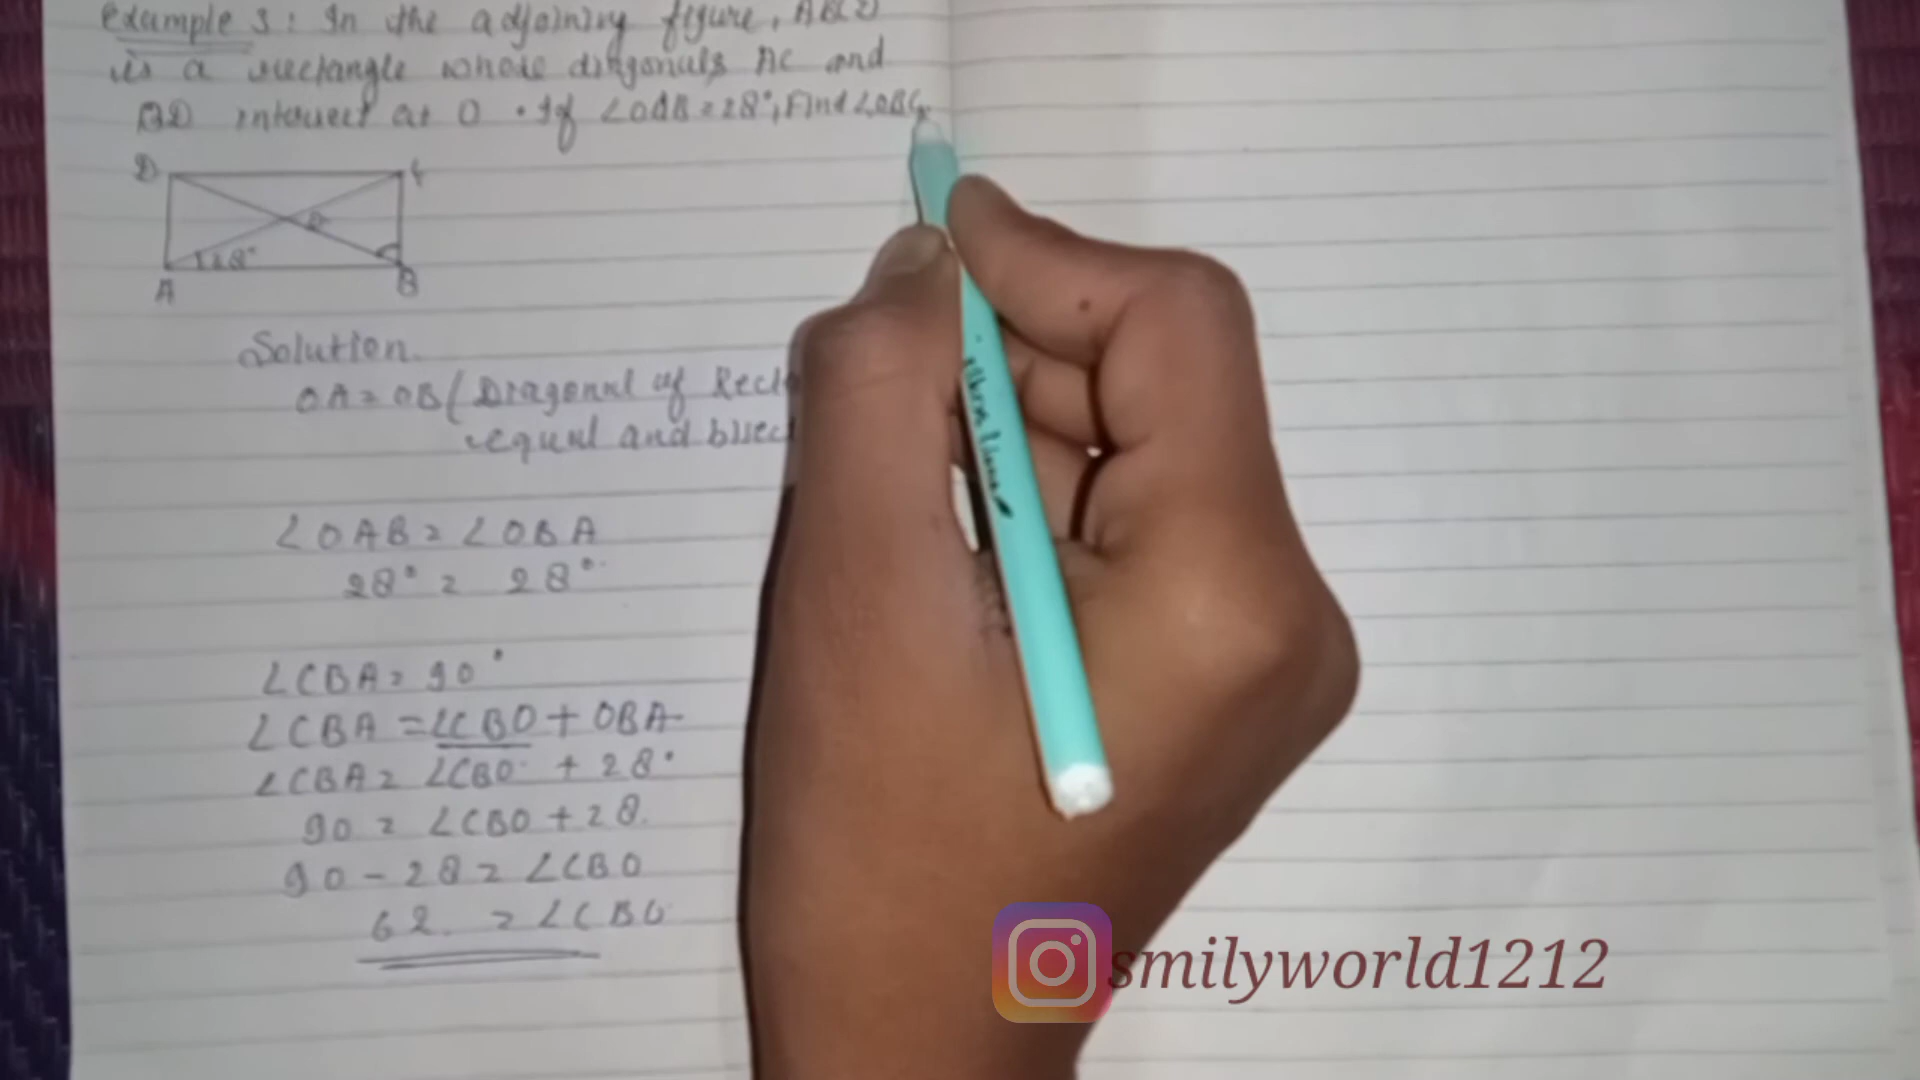 Example 3: In the adjoining figure, ABCD
is a rectangle whose diagonals AC and
BD intersect at O. If ∠OAB = 28°, Find ∠OBC.
D C
O
28°
A B
Solution.
OA = OB (Diagonal of Rect
equal and bisect
∠OAB = ∠OBA
28° = 28°
∠CBA = 90°
∠CBA = ∠CBO + OBA
∠CBA = ∠CBO + 28°
90 = ∠CBO + 28.
90 - 28 = ∠CBO
62. = ∠CBO
smilyworld1212